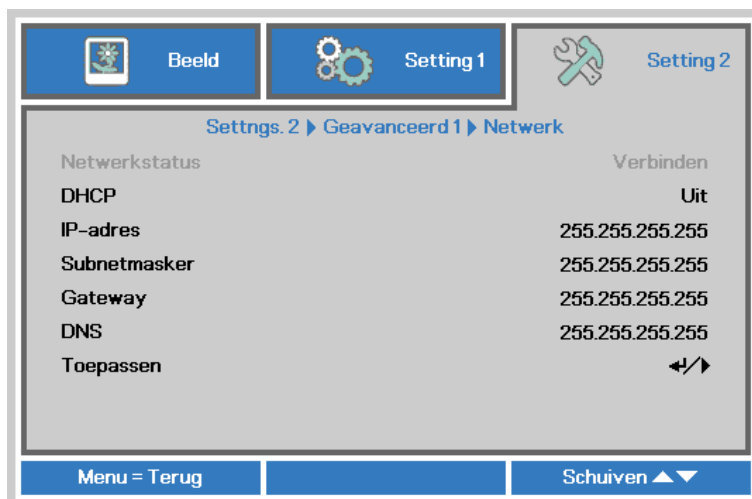 Beeld
Setting 1
Setting 2
Settngs. 2 ▶ Geavanceerd 1 ▶ Netwerk
Netwerkstatus Verbinden
DHCP Uit
IP-adres 255.255.255.255
Subnetmasker 255.255.255.255
Gateway 255.255.255.255
DNS 255.255.255.255
Toepassen ↵/▶
Menu = Terug
Schuiven ▲▼